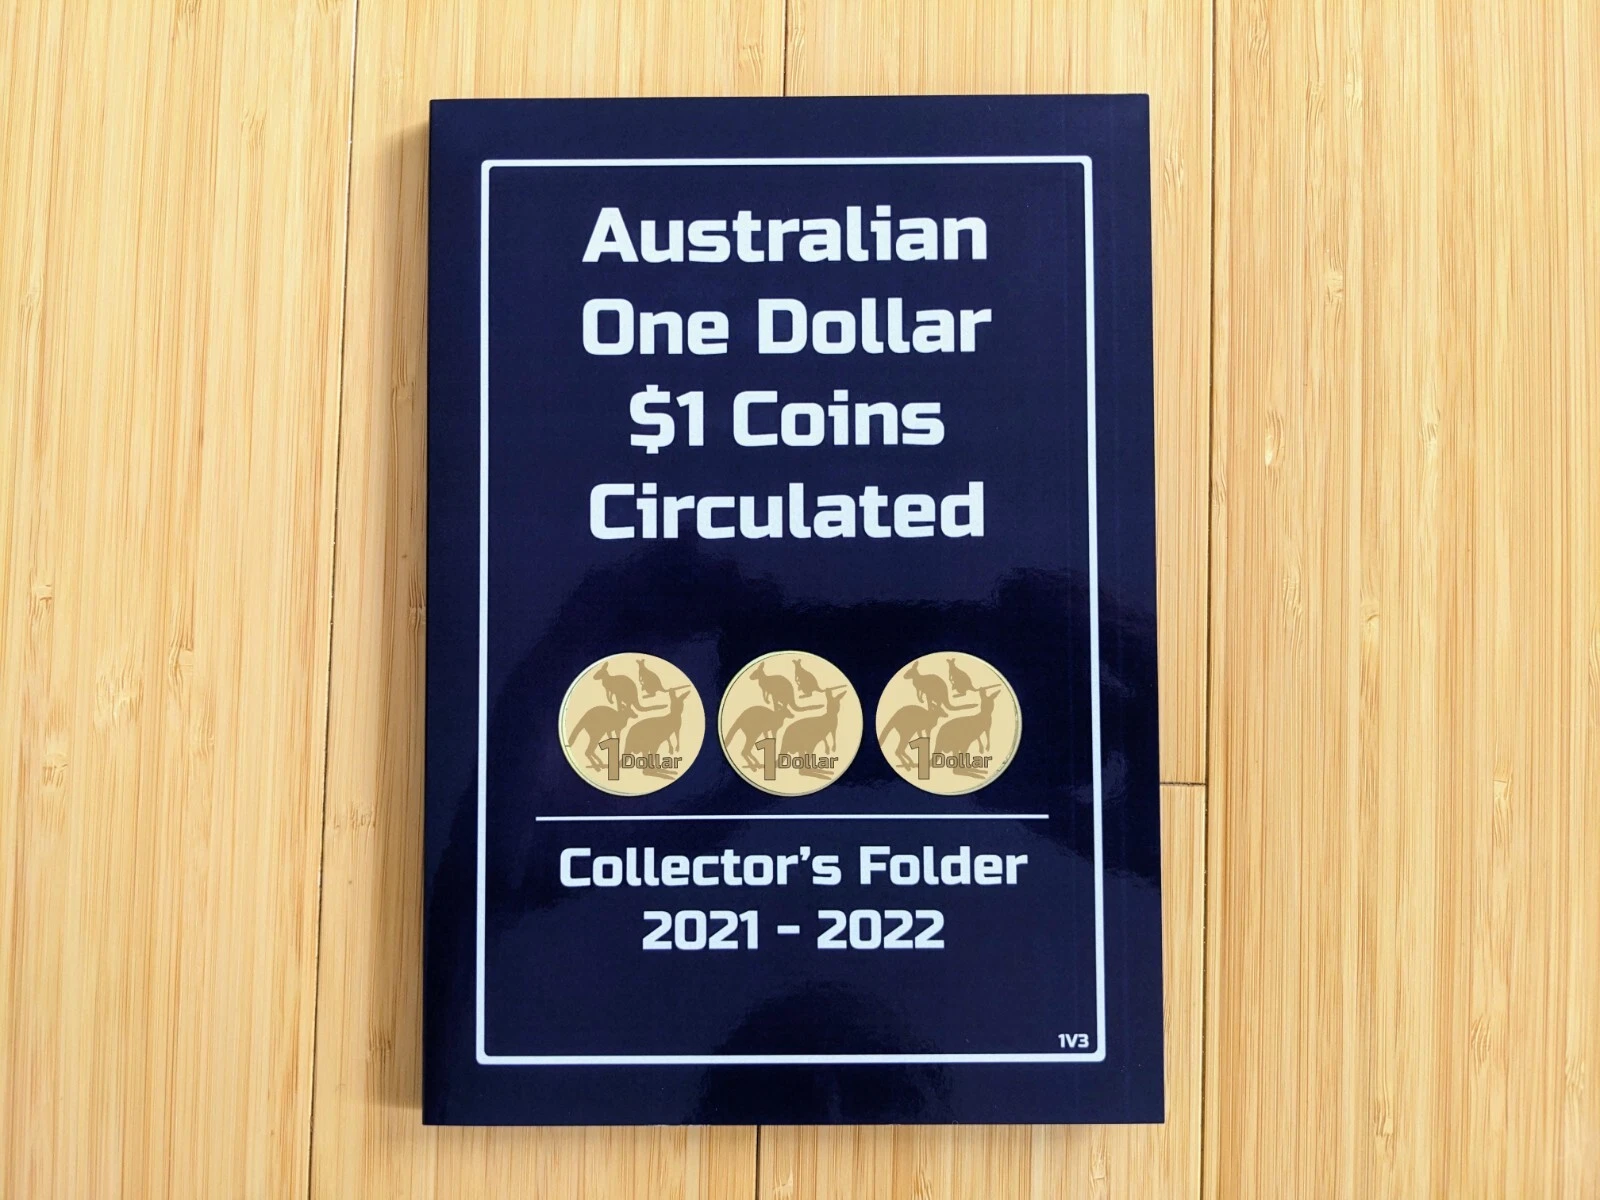 Australian
One Dollar
$1 Coins
Circulated
1 Dollar 1 Dollar 1 Dollar
Collector's Folder
2021 - 2022
1V3